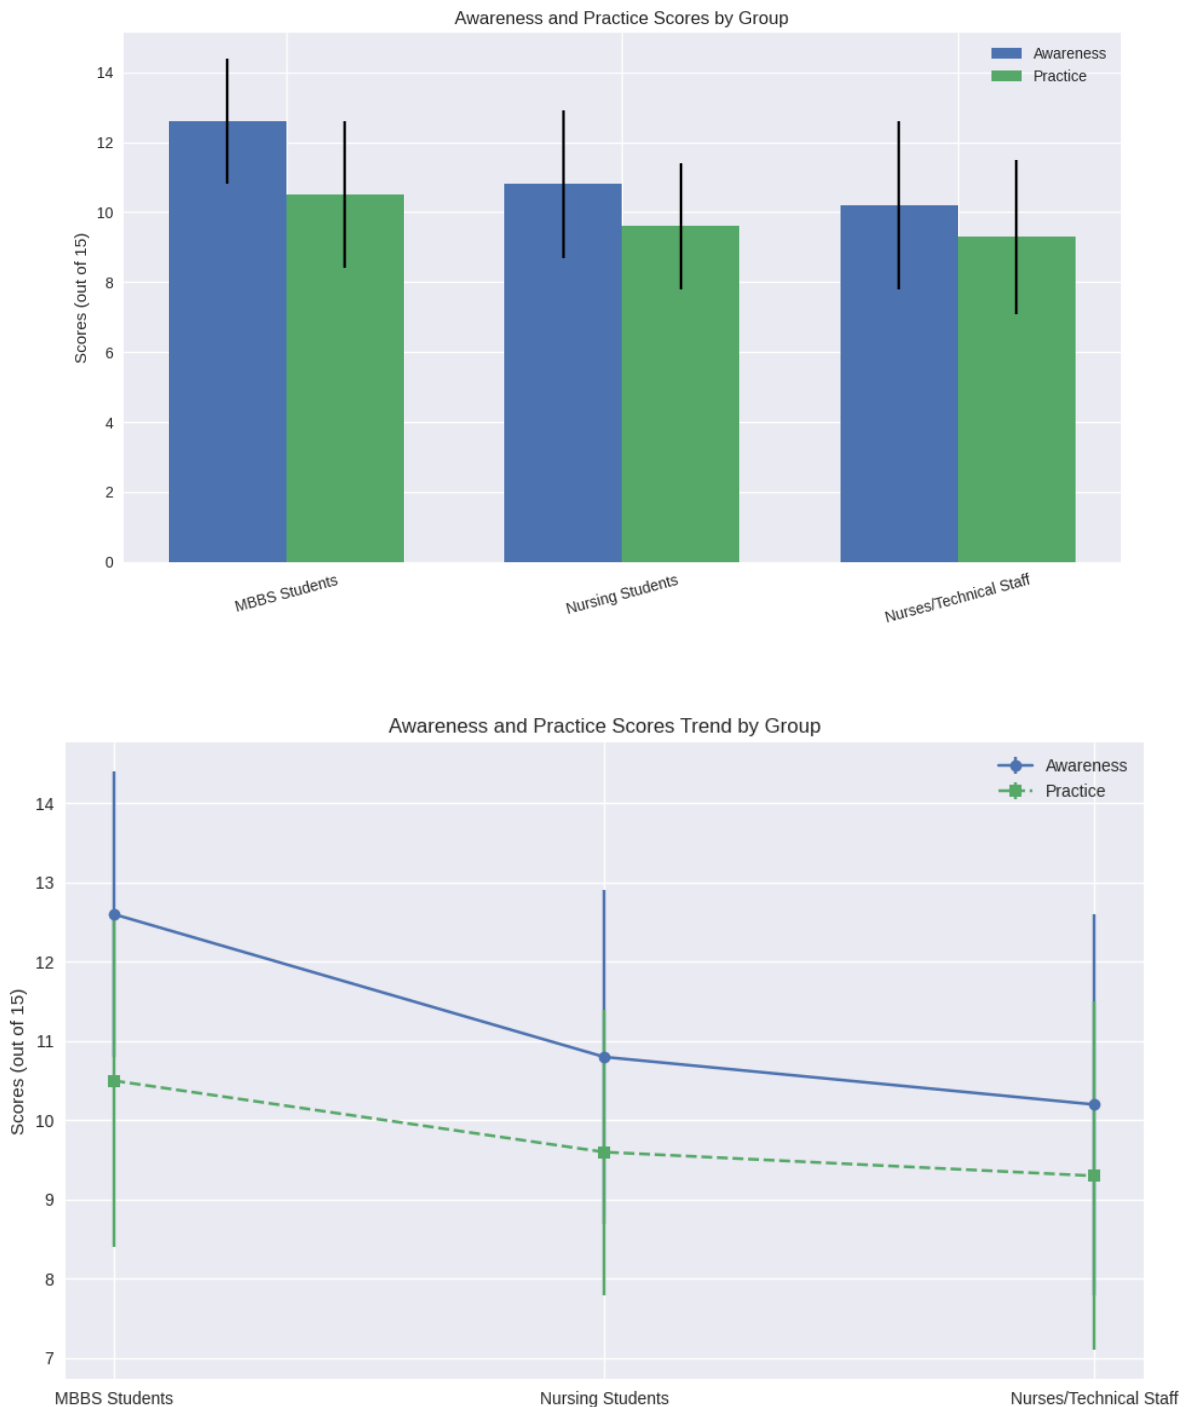 Awareness and Practice Scores by Group
Awareness
Practice
Scores (out of 15)
14
12
10
8
6
4
2
0
MBBS Students
Nursing Students
Nurses/Technical Staff
Awareness and Practice Scores Trend by Group
Awareness
Practice
Scores (out of 15)
14
13
12
11
10
9
8
7
MBBS Students
Nursing Students
Nurses/Technical Staff